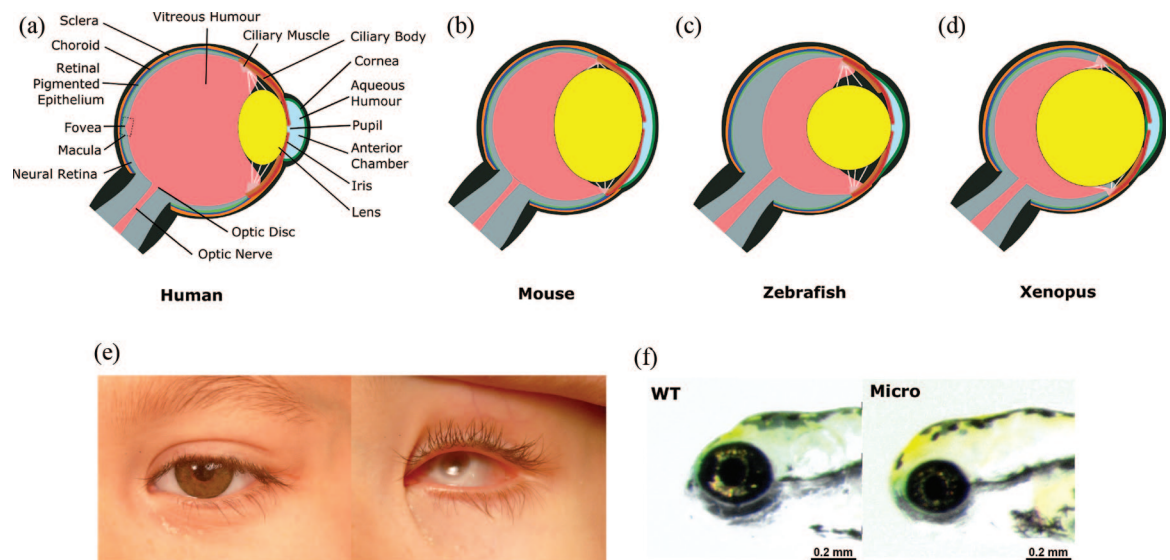 (a)
Sclera
Choroid
Retinal
Pigmented
Epithelium
Fovea
Macula
Neural Retina
Vitreous Humour
Ciliary Muscle
Ciliary Body
Cornea
Aqueous
Humour
Pupil
Anterior
Chamber
Iris
Lens
Optic Disc
Optic Nerve
Human
(b)
Mouse
(c)
Zebrafish
(d)
Xenopus
(e)
(f)
WT
0.2 mm
Micro
0.2 mm